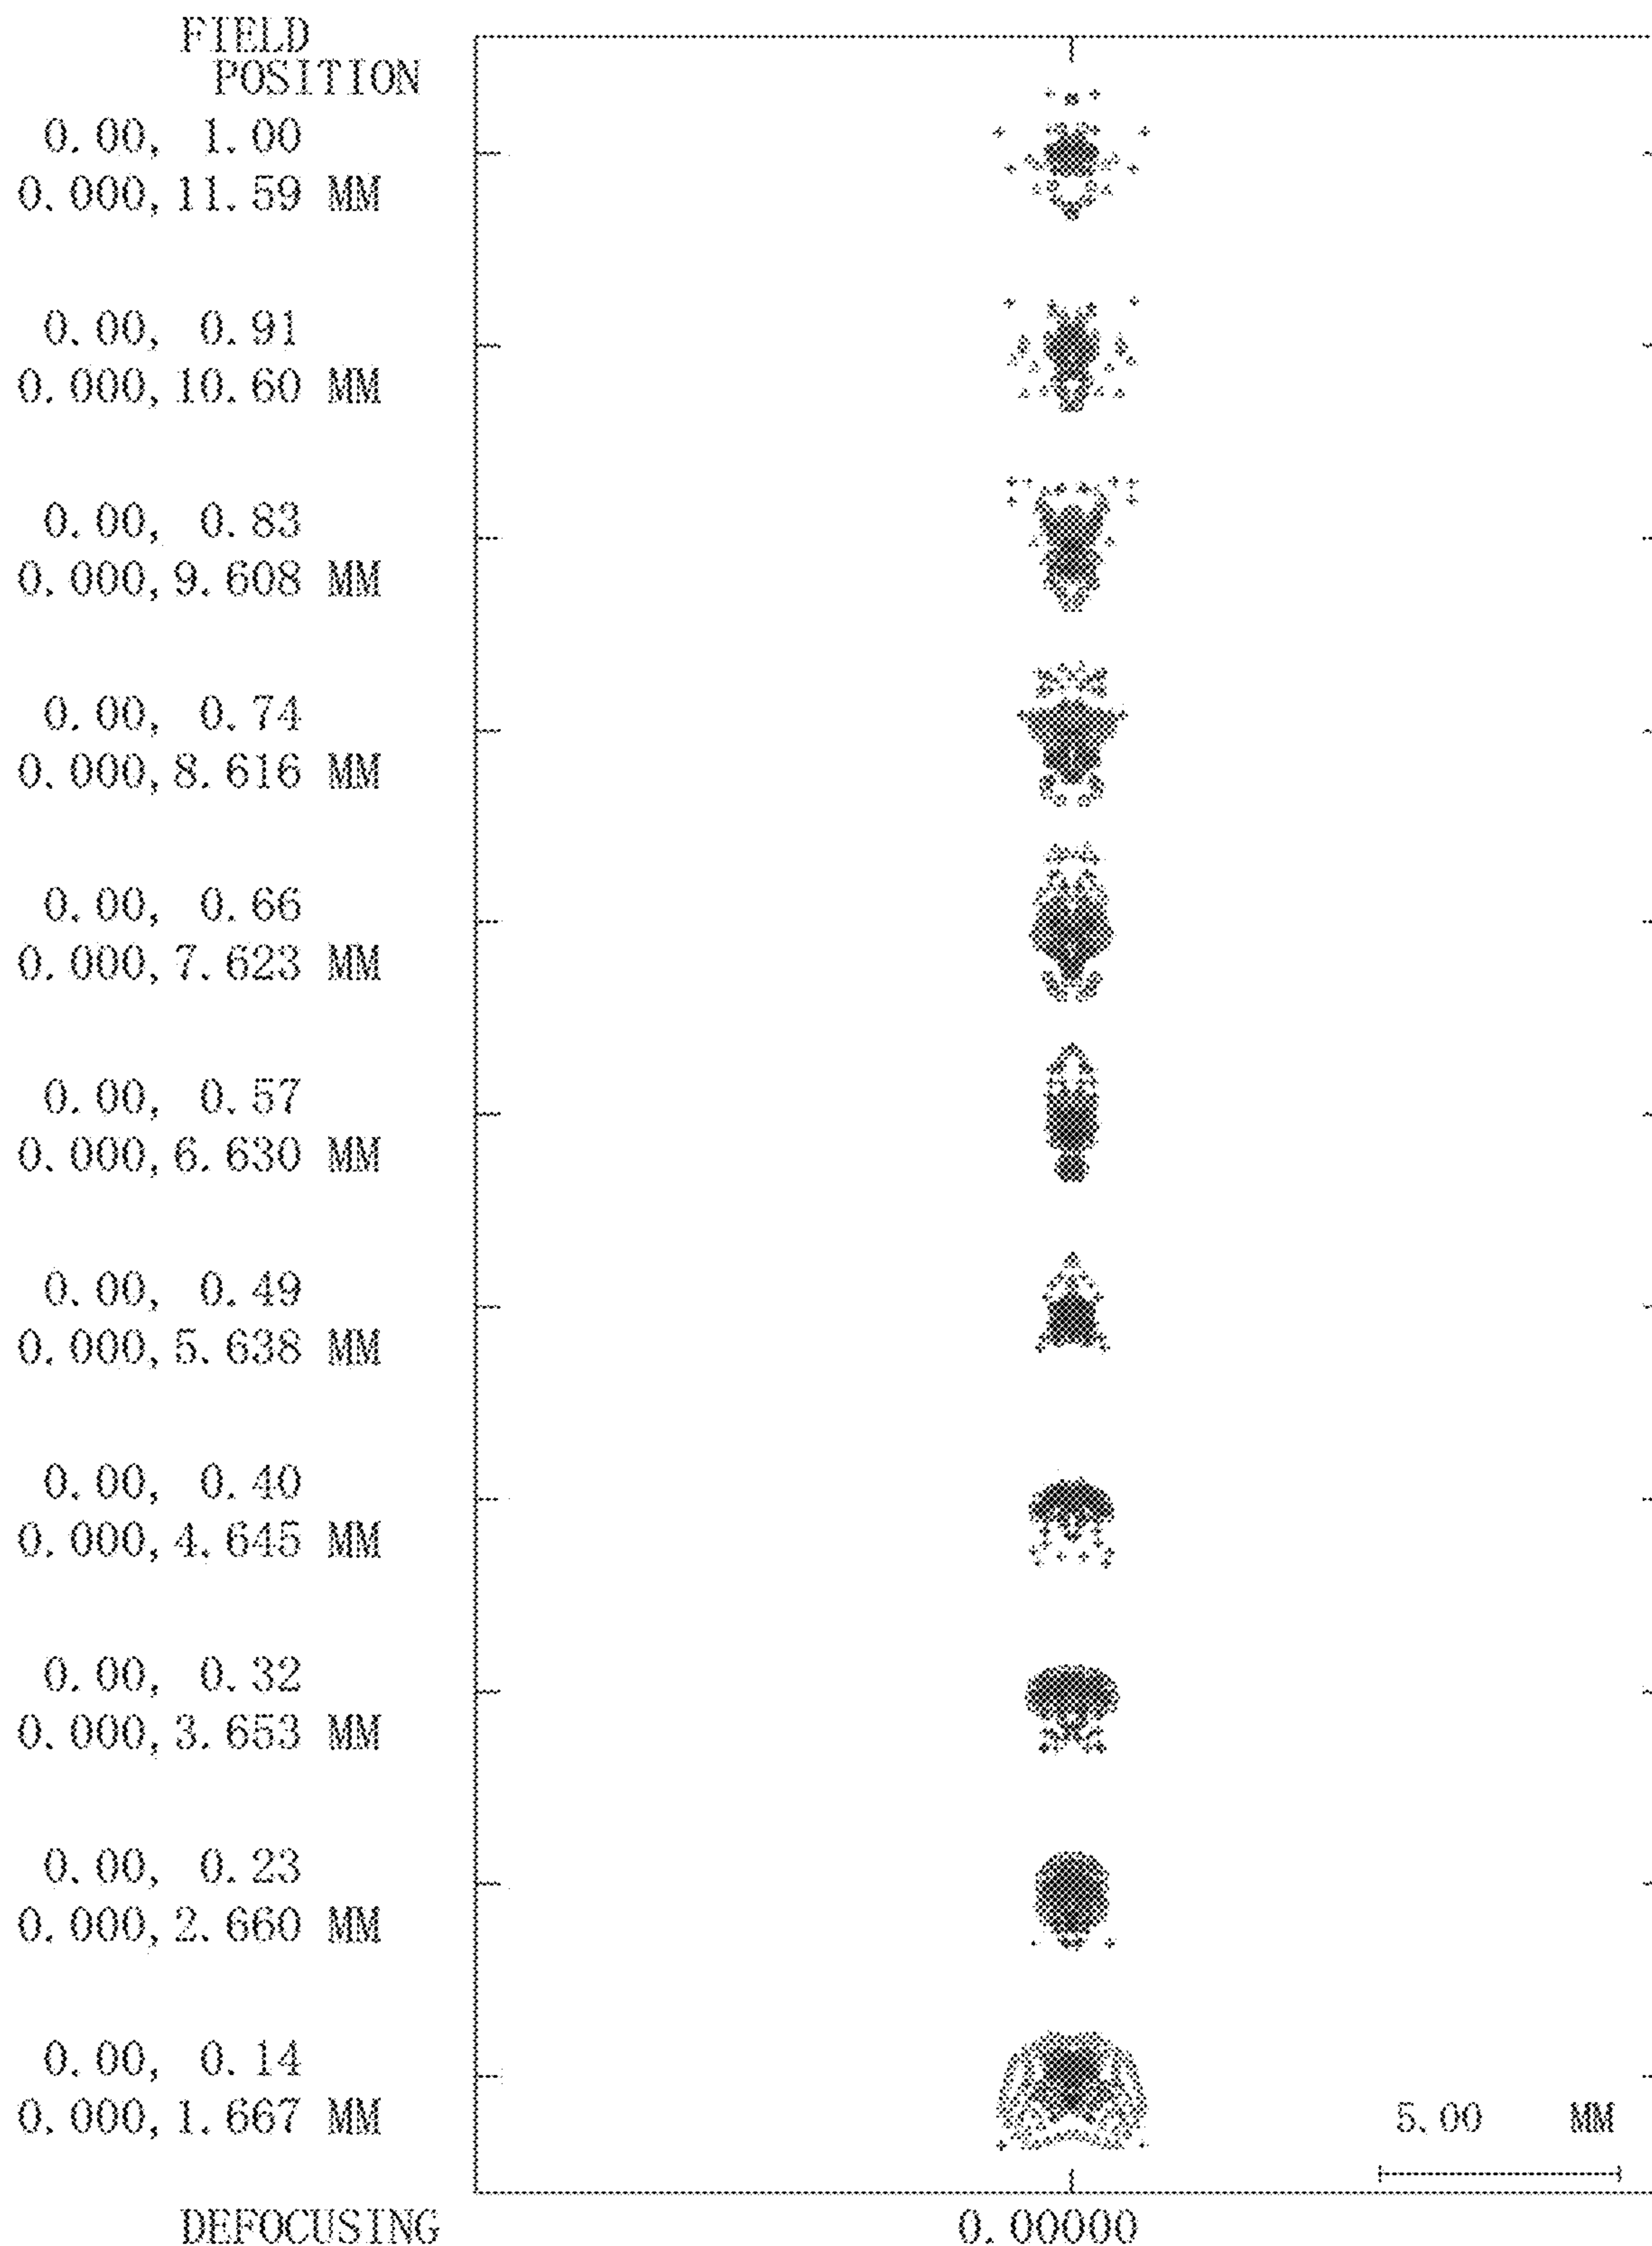 FIELD
POSITION
0.00, 1.00
0.000,11.59 MM
0.00, 0.91
0.000,10.60 MM
0.00, 0.83
0.000,9.608 MM
0.00, 0.74
0.000,8.616 MM
0.00, 0.66
0.000,7.623 MM
0.00, 0.57
0.000,6.630 MM
0.00, 0.49
0.000,5.638 MM
0.00, 0.40
0.000,4.645 MM
0.00, 0.32
0.000,3.653 MM
0.00, 0.23
0.000,2.660 MM
0.00, 0.14
0.000,1.667 MM
5.00 MM
DEFOCUSING 0.00000